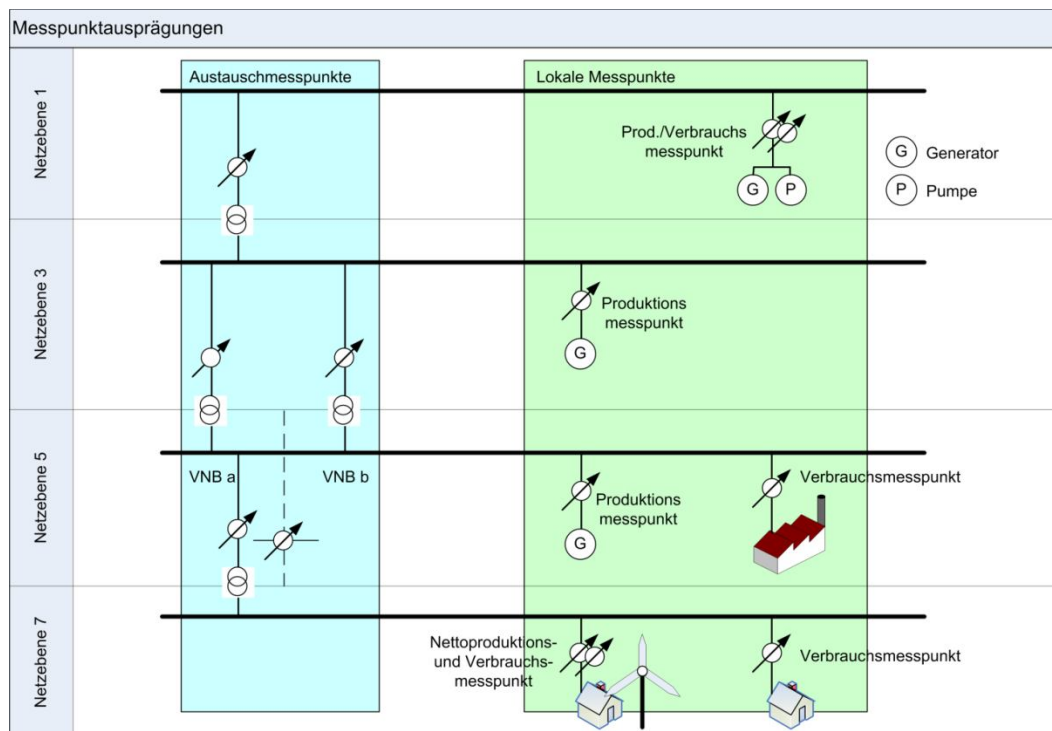 Messpunktausprägungen
Netzebene 1
Austauschmesspunkte
Lokale Messpunkte
Prod./Verbrauchs
messpunkt
G
P
G Generator
P Pumpe
Netzebene 3
Produktions
messpunkt
G
Netzebene 5
VNB a
VNB b
Produktions
messpunkt
G
Verbrauchsmesspunkt
Netzebene 7
Nettoproduktions-
und Verbrauchs-
messpunkt
Verbrauchsmesspunkt